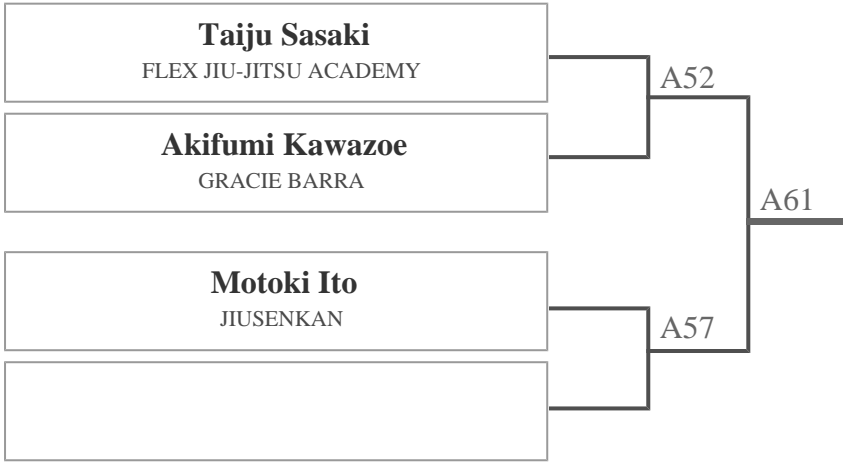 Taiju Sasaki
FLEX JIU-JITSU ACADEMY
A52
Akifumi Kawazoe
GRACIE BARRA
A61
Motoki Ito
JIUSENKAN
A57